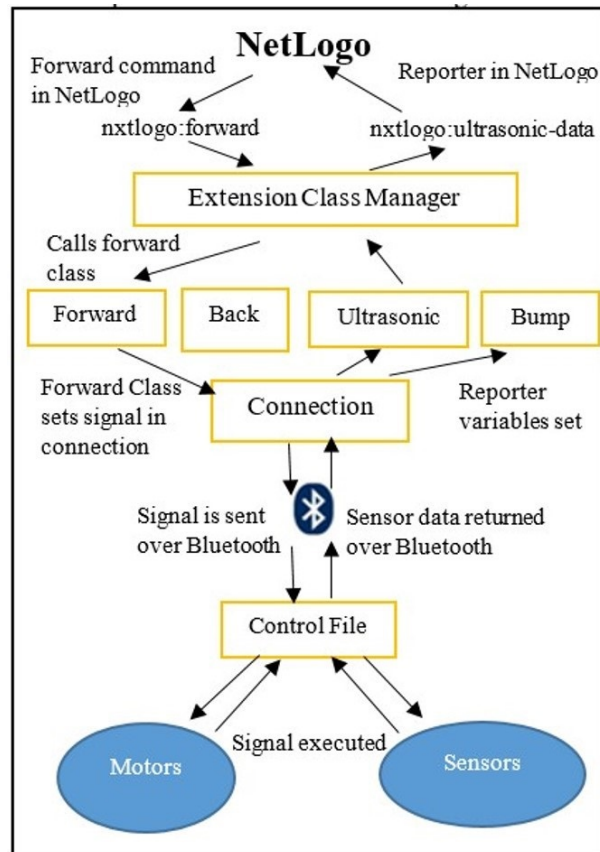 NetLogo
Forward command
in NetLogo
Reporter in NetLogo
nxtlogo:forward
nxtlogo:ultrasonic-data
Extension Class Manager
Calls forward
class
Forward
Back
Ultrasonic
Bump
Forward Class
sets signal in
connection
Connection
Reporter
variables set
Signal is sent
over Bluetooth
Sensor data returned
over Bluetooth
Control File
Signal executed
Motors
Sensors